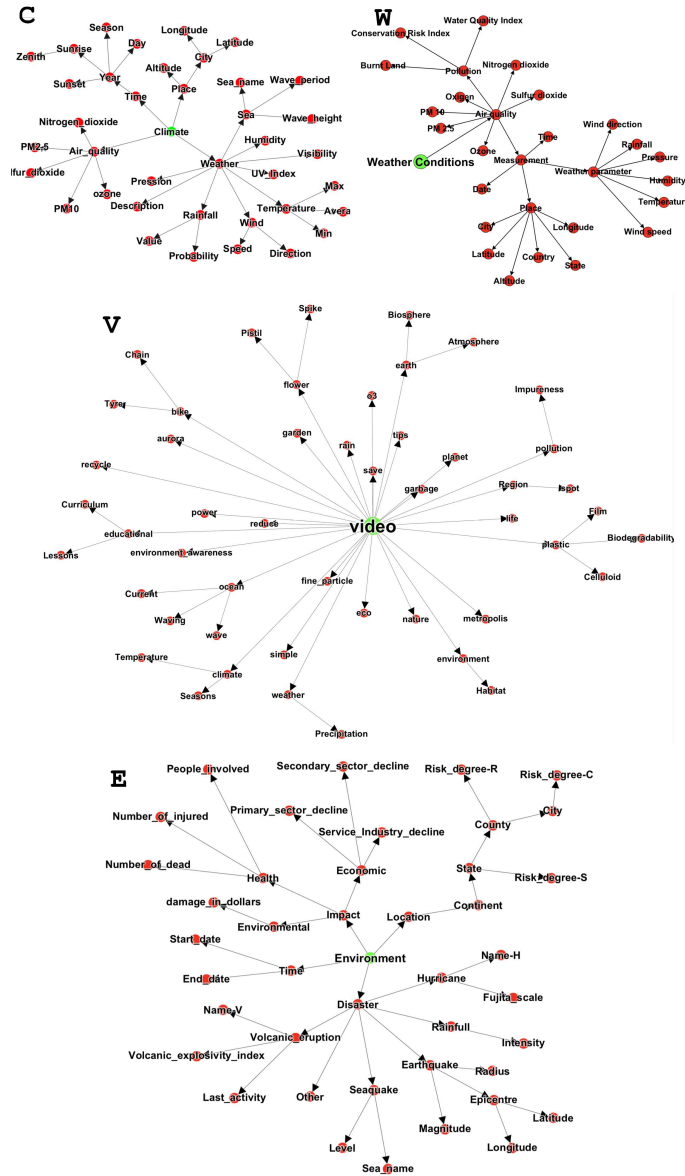 C
Season
Longitude
Sunrise
Day
Latitude
Zenith
City
Year
Altitude
Sea_name
Wave_period
Sunset
Place
Time
Nitrogen_dioxide
Sea
Wave_height
Climate
Humidity
PM2.5
Air_quality
Weather
Visibility
lfur_dioxide
UV_Index
Pression
Max
ozone
Description
Temperature
PM10
Rainfall
Wind
Avera
Value
Speed
Min
Probability
Direction
W
Water Quality Index
Conservation Risk Index
Burnt Land
Pollution
Nitrogen dioxide
Oxigen
Sulfur dioxide
PM 10
Air quality
PM 2.5
Wind direction
Time
Rainfall
Ozone
Weather Conditions
Measurement
Pressure
Weather parameter
Date
Humidity
Temperatur
Place
City
Longitude
Wind speed
Latitude
Country
State
Altitude
V
Spike
Biosphere
Pistil
Chain
Atmosphere
earth
flower
e3
Impureness
Tyre
bike
garden
tips
aurora
rain
pollution
planet
recycle
save
garbage
Region
spot
Curriculum
power
Film
reduce
video
life
educational
Biodegradability
environment_awareness
plastic
Lessons
Celluloid
fine_particle
Current
ocean
eco
nature
metropolis
Waving
wave
simple
environment
Temperature
climate
Seasons
weather
Habitat
Precipitation
E
People_involved
Secondary_sector_decline
Risk_degree-R
Risk_degree-C
Primary_sector_decline
City
Number_of_injured
Service_Industry_decline
County
Number_of_dead
Economic
State
Health
Risk_degree-S
damage_in_dollars
Impact
Continent
Environmental
Location
Start_date
Environment
Name-H
Time
Hurricane
End_date
Disaster
Fujita_scale
Name-V
Rainfull
Volcanic_eruption
Intensity
Volcanic_explosivity_index
Earthquake
Radius
Last_activity
Other
Seaquake
Epicentre
Latitude
Magnitude
Level
Longitude
Sea_name